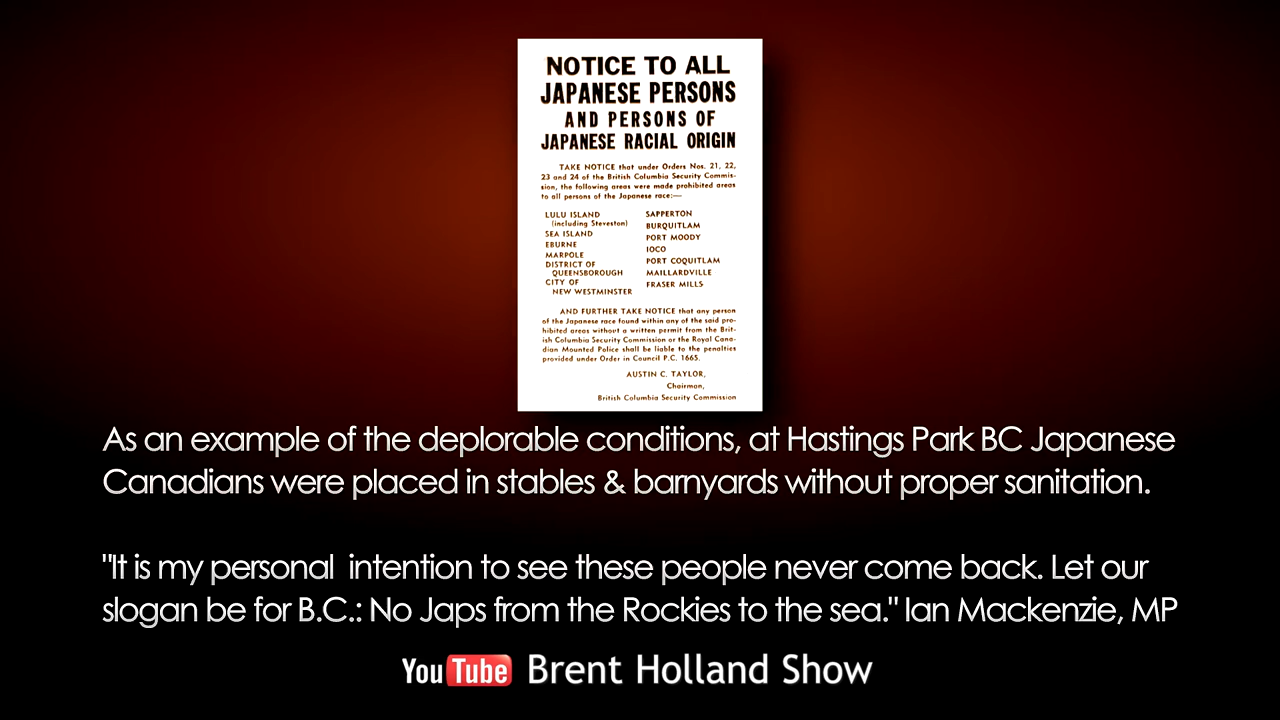 NOTICE TO ALL
JAPANESE PERSONS
AND PERSONS OF
JAPANESE RACIAL ORIGIN
TAKE NOTICE that under Orders Nos. 21, 22,
23 and 24 of the British Columbia Security Commis-
sion, the following areas were made prohibited areas
to all persons of the Japanese race:—
LULU ISLAND
(including Steveston)
SEA ISLAND
EBURNE
MARPOLE
DISTRICT OF
QUEENSBOROUGH
CITY OF
NEW WESTMINSTER
SAPPERTON
BURQUITLAM
PORT MOODY
IOCO
PORT COQUITLAM
MAILLARDVILLE
FRASER MILLS
AND FURTHER TAKE NOTICE that any person
of the Japanese race found within any of the said pro-
hibited areas without a written permit from the Brit-
ish Columbia Security Commission or the Royal Cana-
dian Mounted Police shall be liable to the penalties
provided under Order in Council P.C. 1665.
AUSTIN C. TAYLOR,
Chairman,
British Columbia Security Commission
As an example of the deplorable conditions, at Hastings Park BC Japanese
Canadians were placed in stables & barnyards without proper sanitation.
"It is my personal intention to see these people never come back. Let our
slogan be for B.C.: No Japs from the Rockies to the sea." Ian Mackenzie, MP
YouTube Brent Holland Show